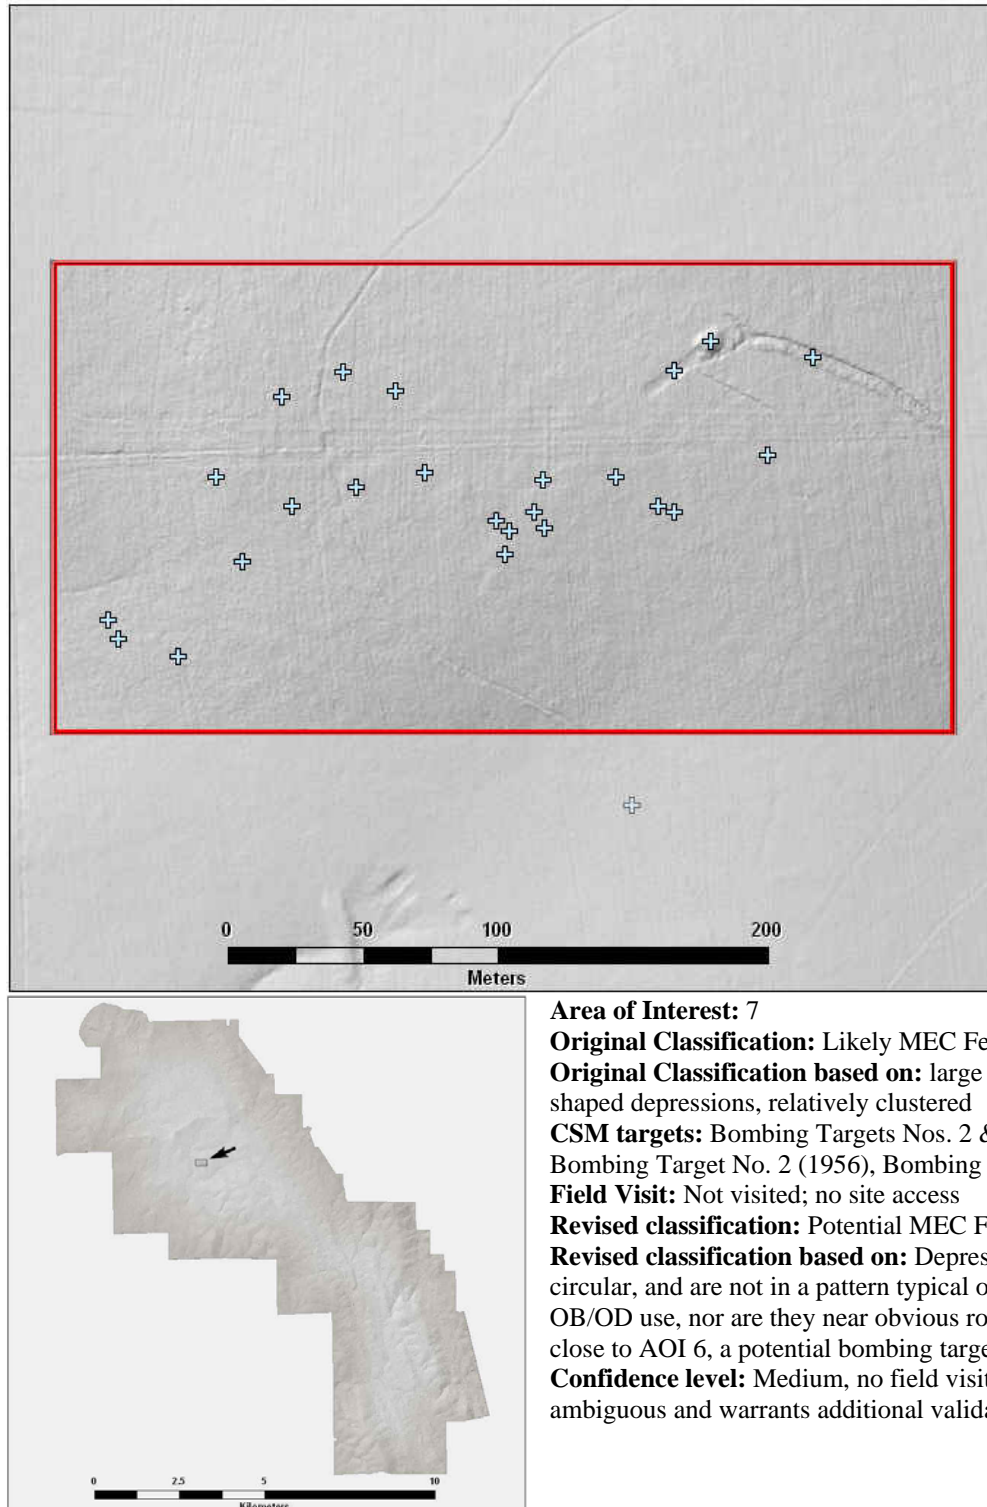 0 50 100 200
Meters
Area of Interest: 7
Original Classification: Likely MEC Fe
Original Classification based on: large
shaped depressions, relatively clustered
CSM targets: Bombing Targets Nos. 2 &
Bombing Target No. 2 (1956), Bombing
Field Visit: Not visited; no site access
Revised classification: Potential MEC F
Revised classification based on: Depres
circular, and are not in a pattern typical o
OB/OD use, nor are they near obvious ro
close to AOI 6, a potential bombing targe
Confidence level: Medium, no field visit
ambiguous and warrants additional valida
0 2.5 5 10
Kilometers